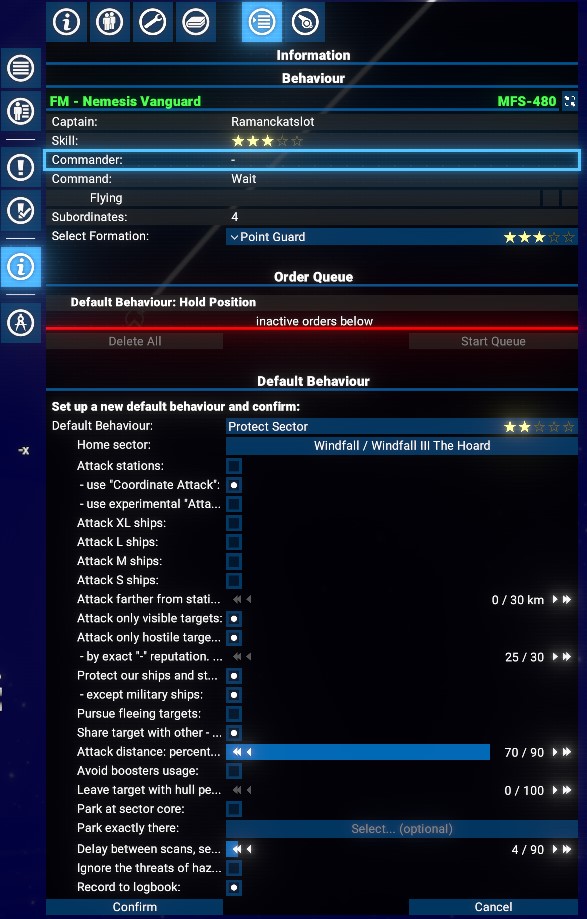 Information
Behaviour
FM - Nemesis Vanguard MFS-480
Captain: Ramanckatslot
Skill:
Commander: -
Command: Wait
Flying
Subordinates: 4
Select Formation: Point Guard
Order Queue
Default Behaviour: Hold Position
inactive orders below
Delete All Start Queue
Default Behaviour
Set up a new default behaviour and confirm:
Default Behaviour: Protect Sector
Home sector: Windfall / Windfall III The Hoard
-x
Attack stations:
- use "Coordinate Attack":
- use experimental "Atta...
Attack XL ships:
Attack L ships:
Attack M ships:
Attack S ships:
Attack farther from stati... 0 / 30 km
Attack only visible targets:
Attack only hostile targe...
- by exact "-" reputation. ... 25 / 30
Protect our ships and st...
- except military ships:
Pursue fleeing targets:
Share target with other - ...
Attack distance: percent... 70 / 90
Avoid boosters usage:
Leave target with hull pe... 0 / 100
Park at sector core:
Park exactly there: Select... (optional)
Delay between scans, se... 4 / 90
Ignore the threats of haz...
Record to logbook:
Confirm Cancel